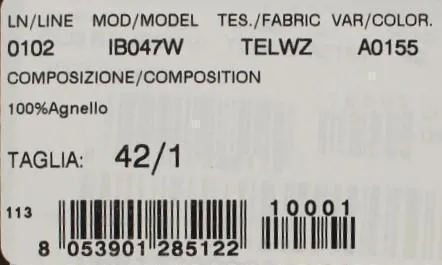 LN/LINE MOD/MODEL TES./FABRIC VAR/COLOR.
0102 IB047W TELWZ A0155
COMPOSIZIONE/COMPOSITION
100%Agnello
TAGLIA: 42/1
113
10001
8 053901 285122